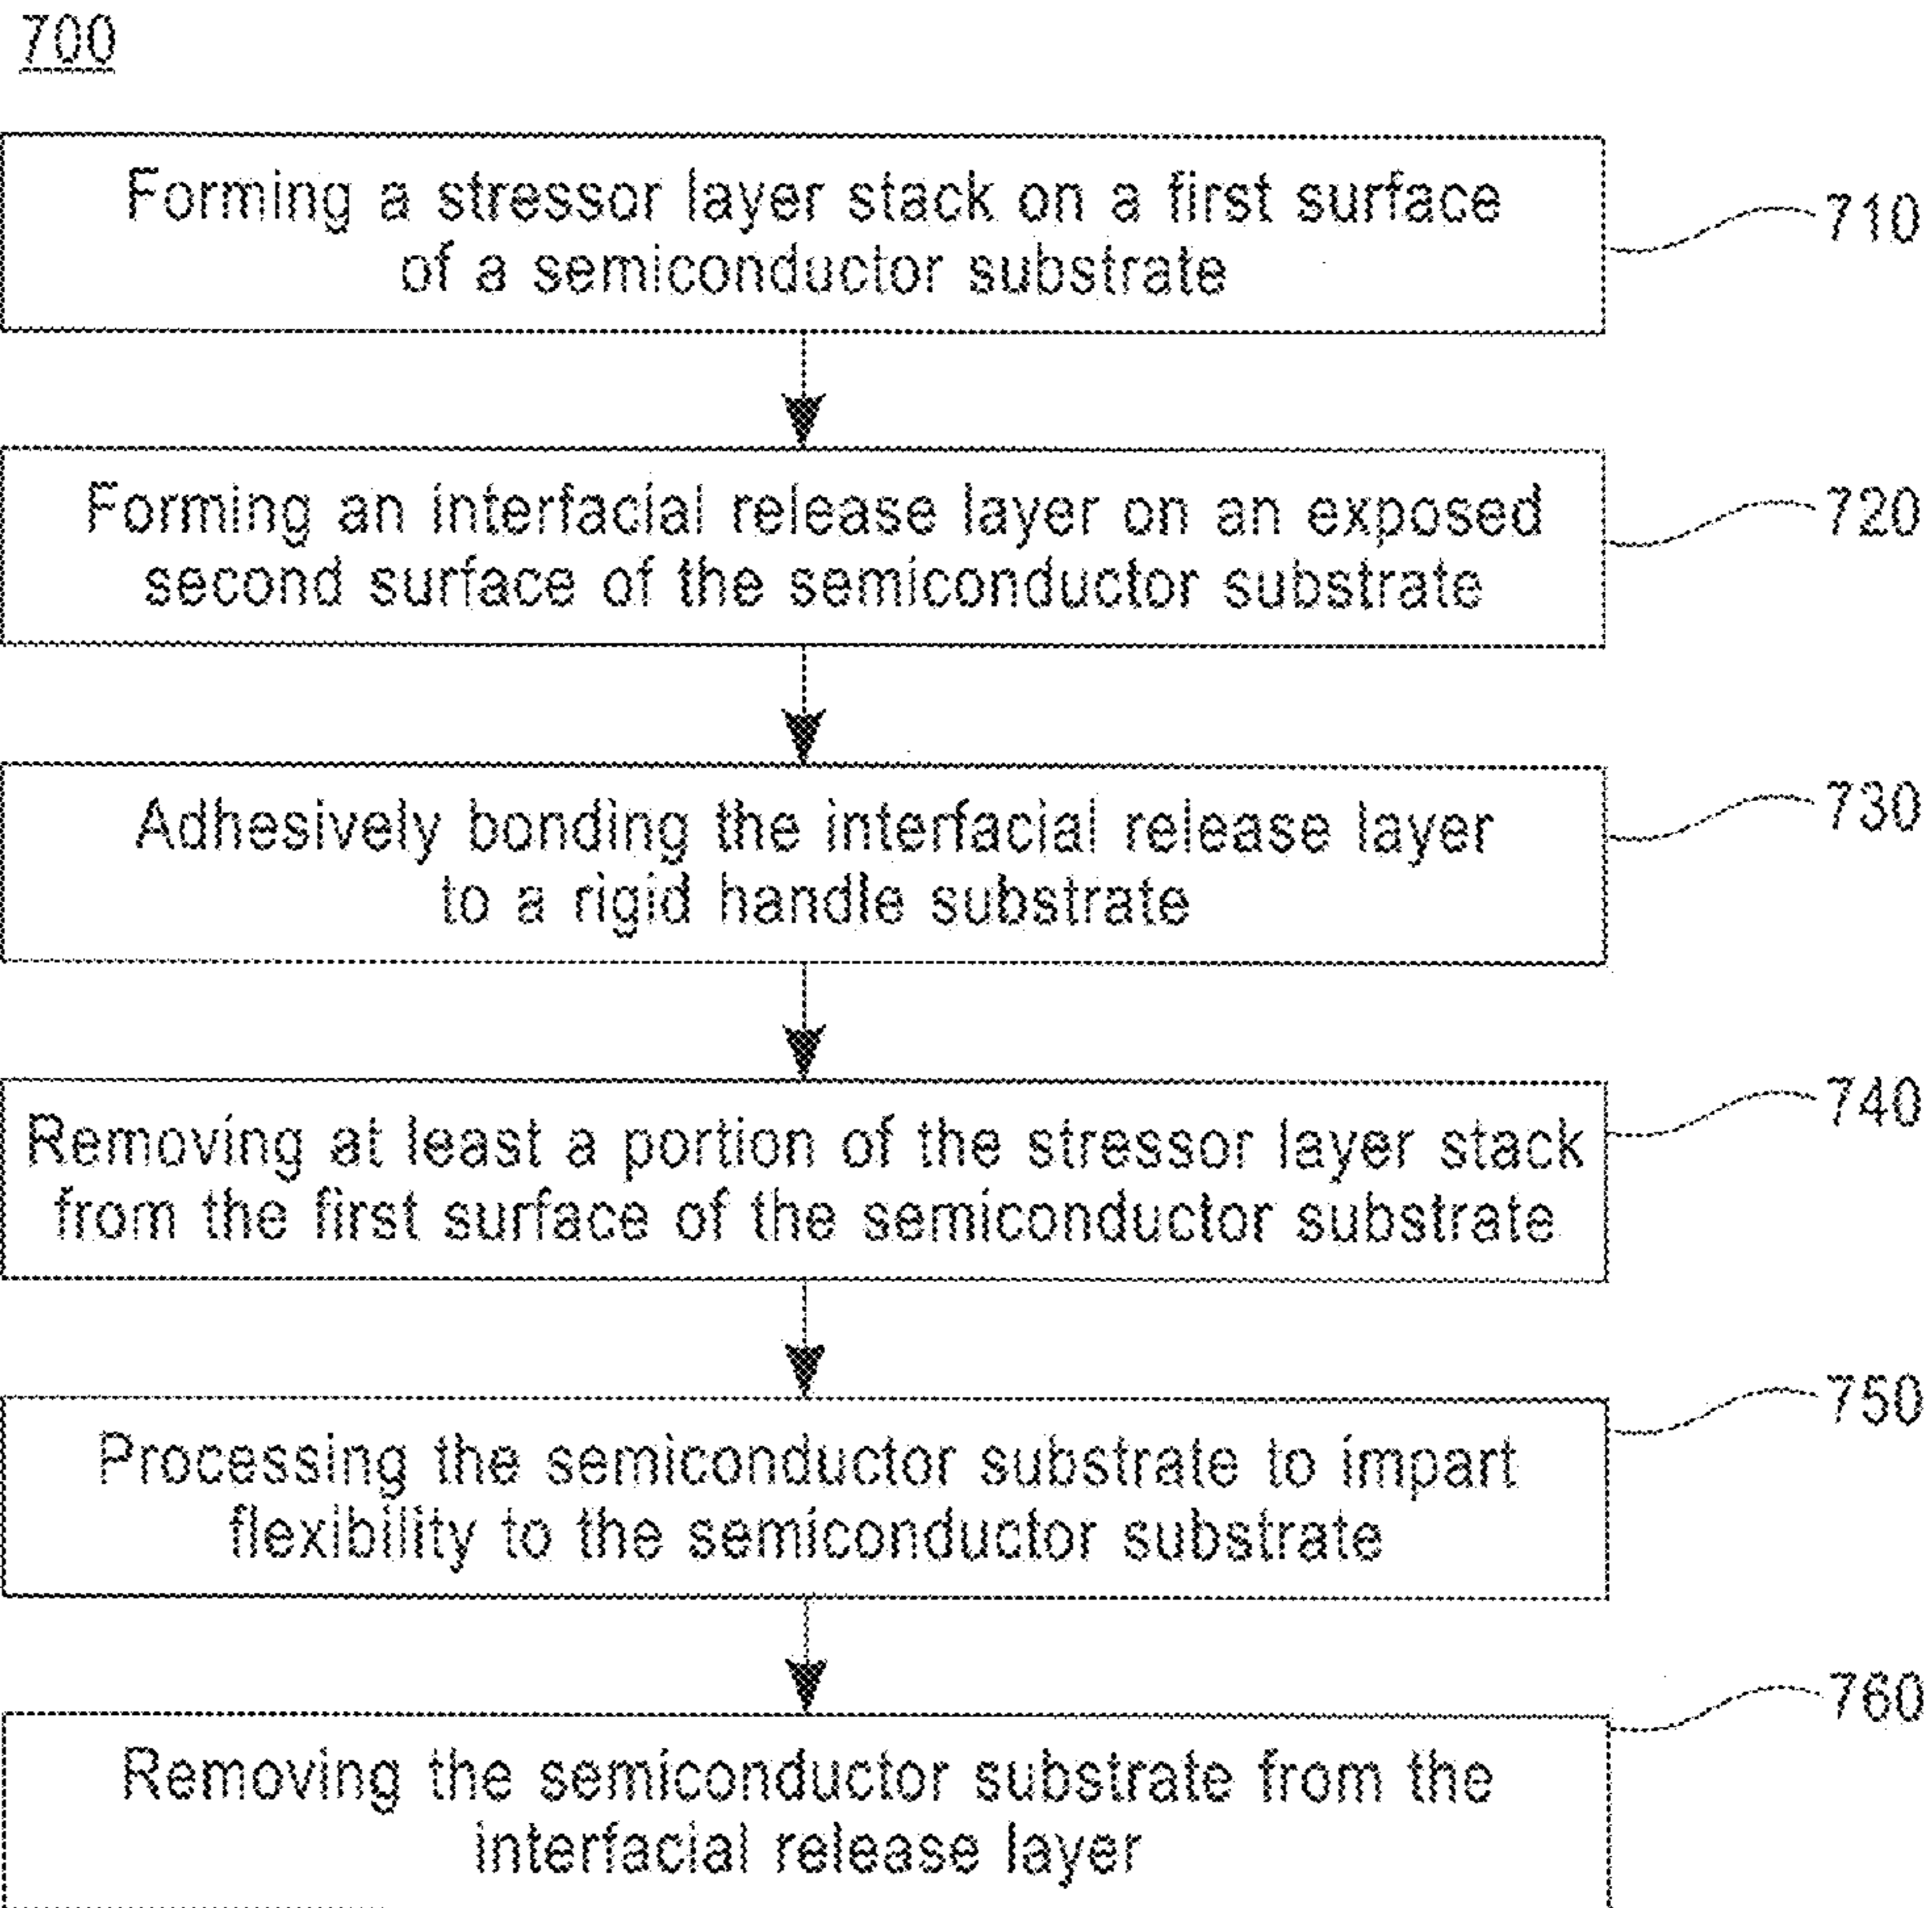 700
Forming a stressor layer stack on a first surface
of a semiconductor substrate
710
Forming an interfacial release layer on an exposed
second surface of the semiconductor substrate
720
Adhesively bonding the interfacial release layer
to a rigid handle substrate
730
Removing at least a portion of the stressor layer stack
from the first surface of the semiconductor substrate
740
Processing the semiconductor substrate to impart
flexibility to the semiconductor substrate
750
Removing the semiconductor substrate from the
interfacial release layer
760